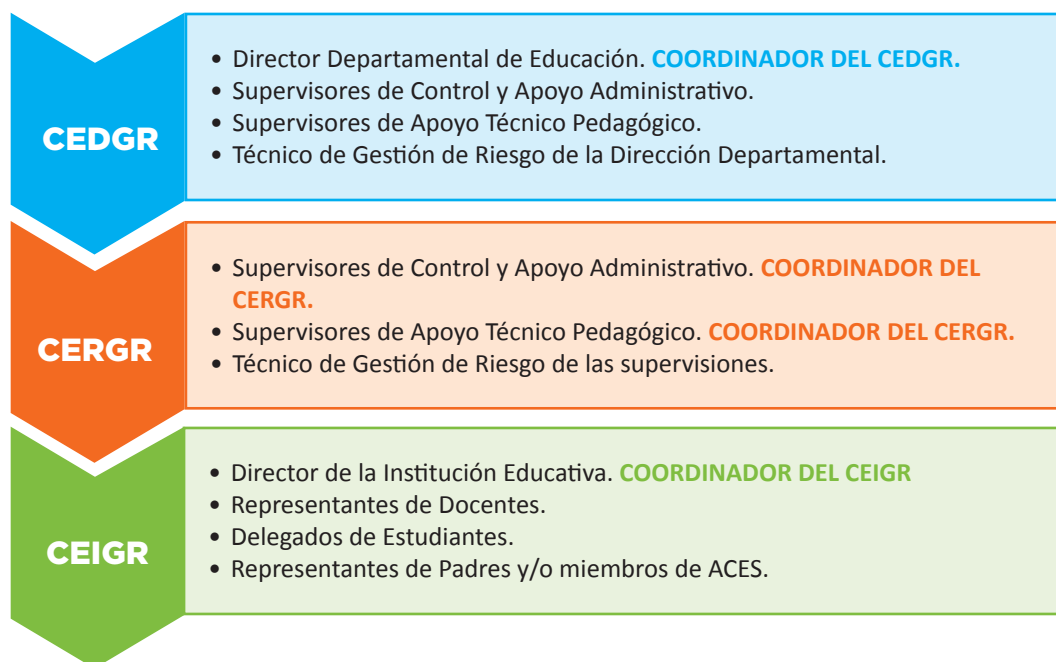 CEDGR
• Director Departamental de Educación. COORDINADOR DEL CEDGR.
• Supervisores de Control y Apoyo Administrativo.
• Supervisores de Apoyo Técnico Pedagógico.
• Técnico de Gestión de Riesgo de la Dirección Departamental.
CERGR
• Supervisores de Control y Apoyo Administrativo. COORDINADOR DEL
CERGR.
• Supervisores de Apoyo Técnico Pedagógico. COORDINADOR DEL CERGR.
• Técnico de Gestión de Riesgo de las supervisiones.
CEIGR
• Director de la Institución Educativa. COORDINADOR DEL CEIGR
• Representantes de Docentes.
• Delegados de Estudiantes.
• Representantes de Padres y/o miembros de ACES.